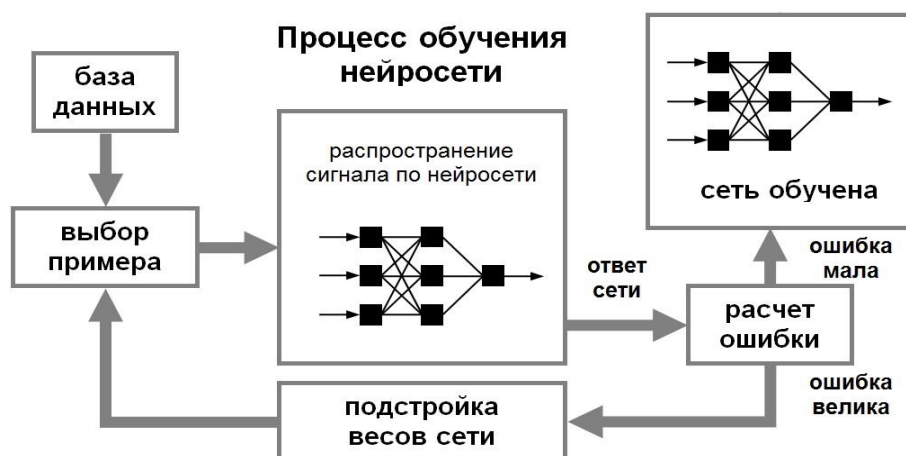 Процесс обучения
нейросети
база
данных
выбор
примера
распространение
сигнала по нейросети
ответ
сети
расчет
ошибки
ошибка
мала
сеть обучена
ошибка
велика
подстройка
весов сети